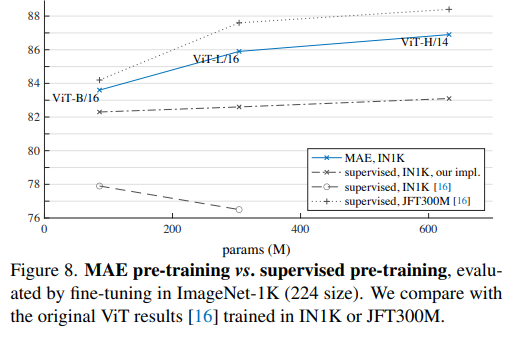 88
86
84
82
80
78
76
ViT-B/16
ViT-L/16
ViT-H/14
MAE, IN1K
supervised, IN1K, our impl.
supervised, IN1K [16]
supervised, JFT300M [16]
0
200
400
600
params (M)
Figure 8. MAE pre-training vs. supervised pre-training, evalu-
ated by fine-tuning in ImageNet-1K (224 size). We compare with
the original ViT results [16] trained in IN1K or JFT300M.